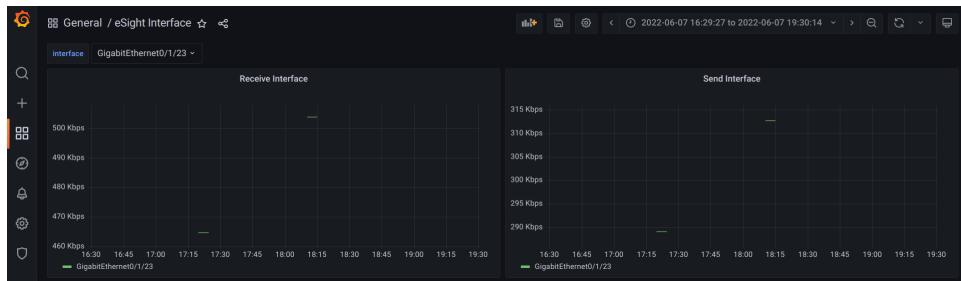 General / eSight Interface
2022-06-07 16:29:27 to 2022-06-07 19:30:14
interface GigabitEthernet0/1/23
Receive Interface
500 Kbps
490 Kbps
480 Kbps
470 Kbps
460 Kbps
16:30 16:45 17:00 17:15 17:30 17:45 18:00 18:15 18:30 18:45 19:00 19:15 19:30
GigabitEthernet0/1/23
Send Interface
315 Kbps
310 Kbps
305 Kbps
300 Kbps
295 Kbps
290 Kbps
16:30 16:45 17:00 17:15 17:30 17:45 18:00 18:15 18:30 18:45 19:00 19:15 19:30
GigabitEthernet0/1/23